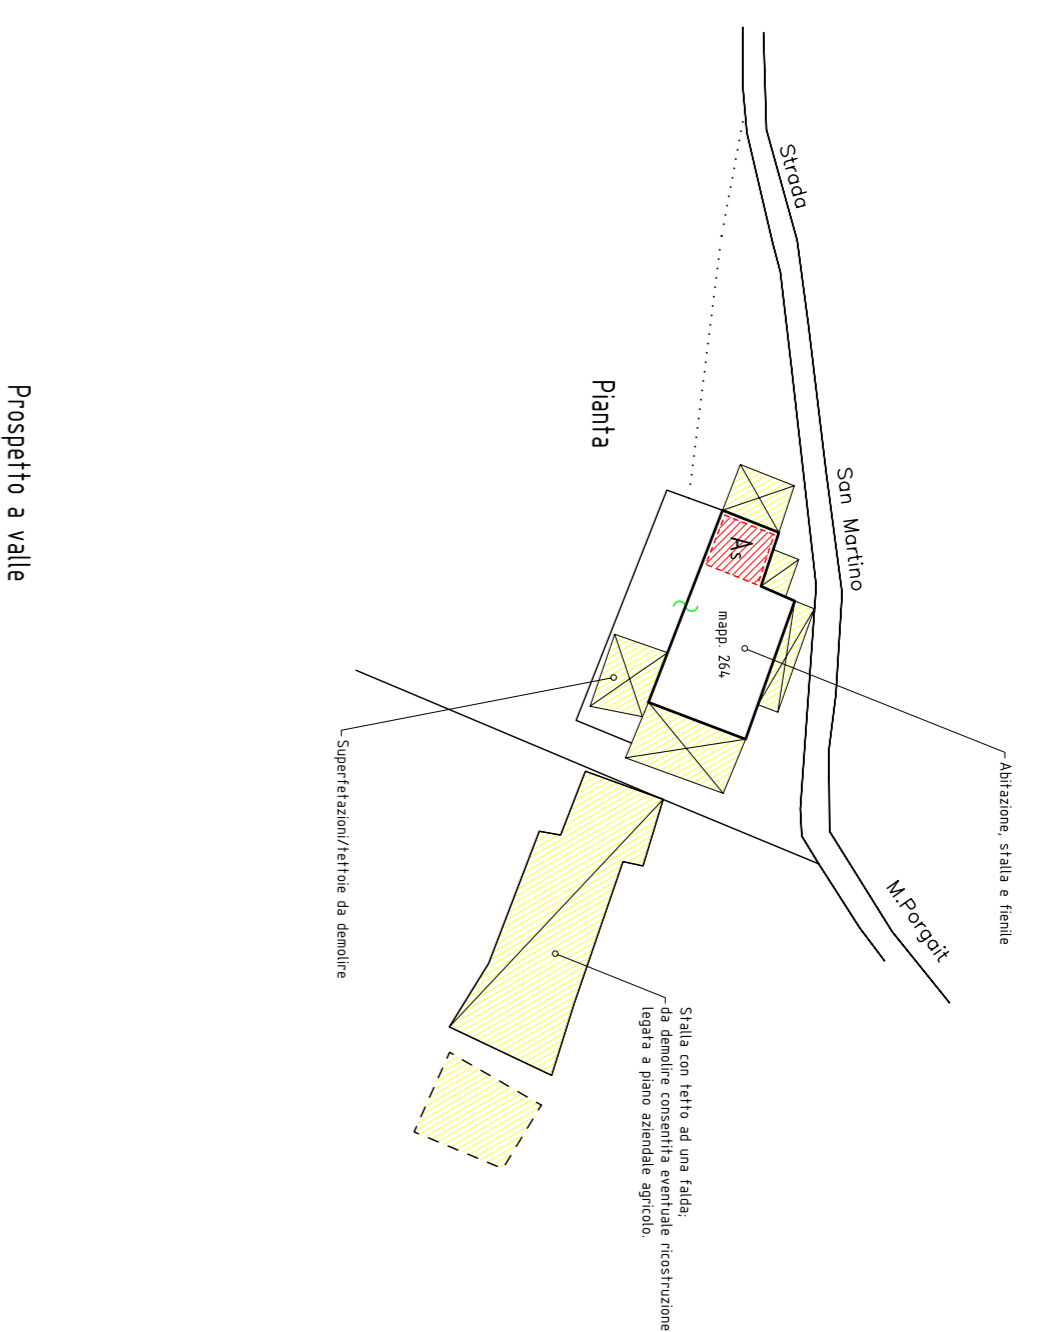 Abitazione, stalla e fienile
M.Porgait
San Martino
Strada
As
mapp. 264
Stalla con tetto ad una falda;
da demolire consentita eventuale ricostruzione
legata a piano aziendale agricolo.
Pianta
Superfetazioni/tettoie da demolire
Prospetto a valle